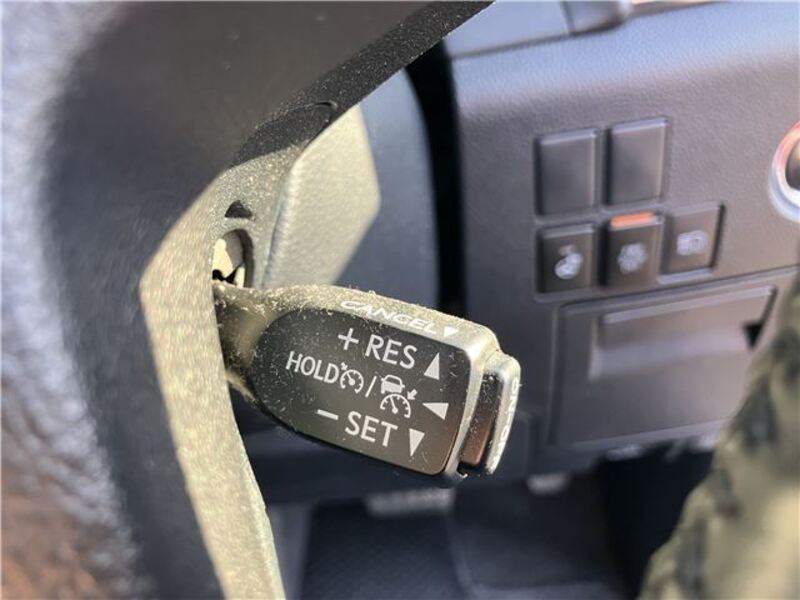 CANCEL
+ RES
HOLD /
− SET